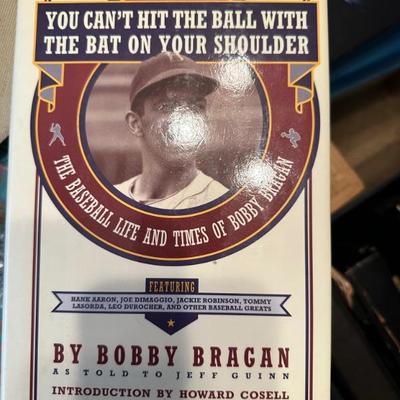 YOU CAN'T HIT THE BALL WITH
THE BAT ON YOUR SHOULDER
THE BASEBALL LIFE AND TIMES OF BOBBY BRAGAN
FEATURING
HANK AARON, JOE DIMAGGIO, JACKIE ROBINSON, TOMMY
LASORDA, LEO DUROCHER, AND OTHER BASEBALL GREATS
BY BOBBY BRAGAN
AS TOLD TO JEFF GUINN
INTRODUCTION BY HOWARD COSELL